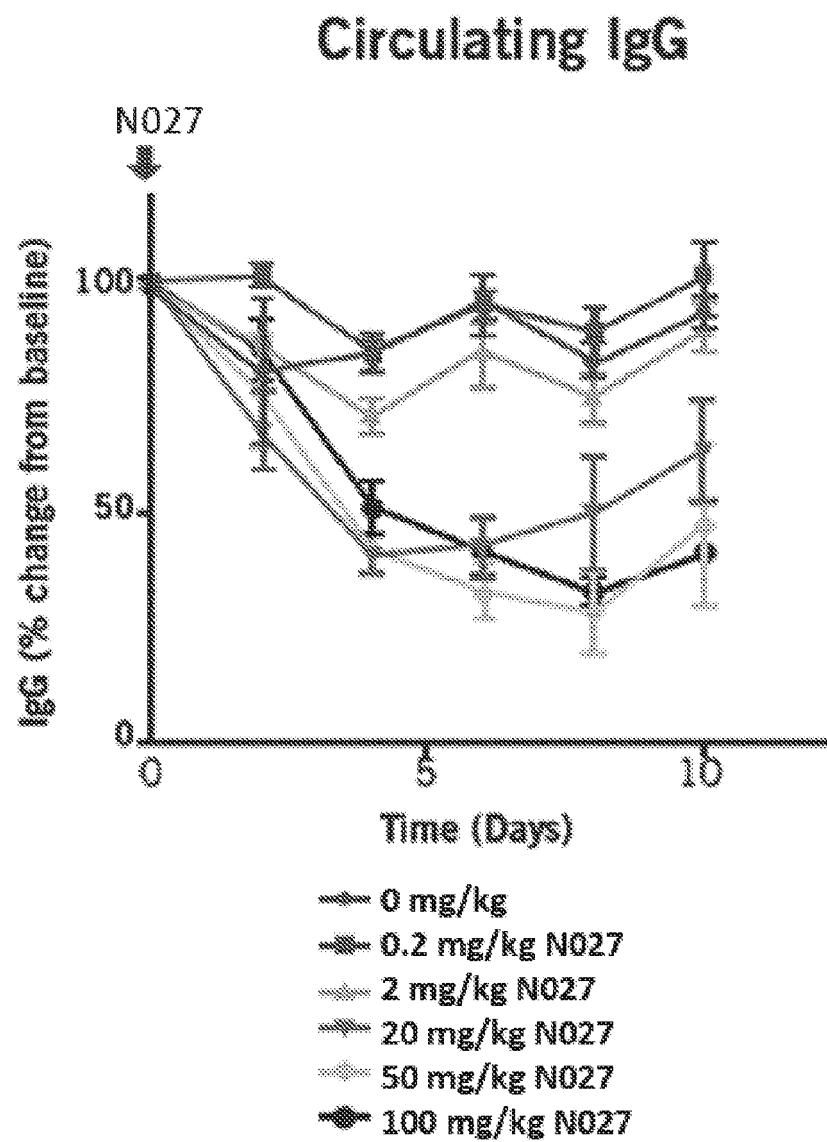 Circulating IgG
N027
IgG (% change from baseline)
100
50
0
0
5
10
Time (Days)
0 mg/kg
0.2 mg/kg N027
2 mg/kg N027
20 mg/kg N027
50 mg/kg N027
100 mg/kg N027